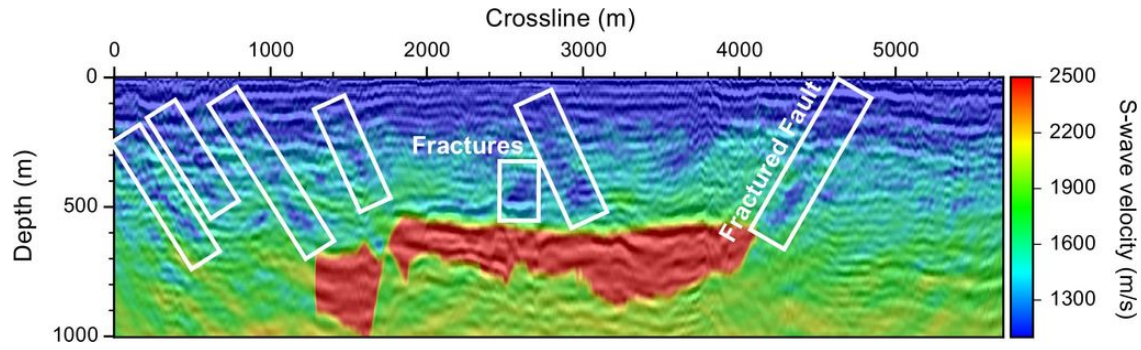 Crossline (m)
0 1000 2000 3000 4000 5000
Depth (m)
0
500
1000
Fractures
Fractured Fault
2500
2200
1900
1600
1300
S-wave velocity (m/s)